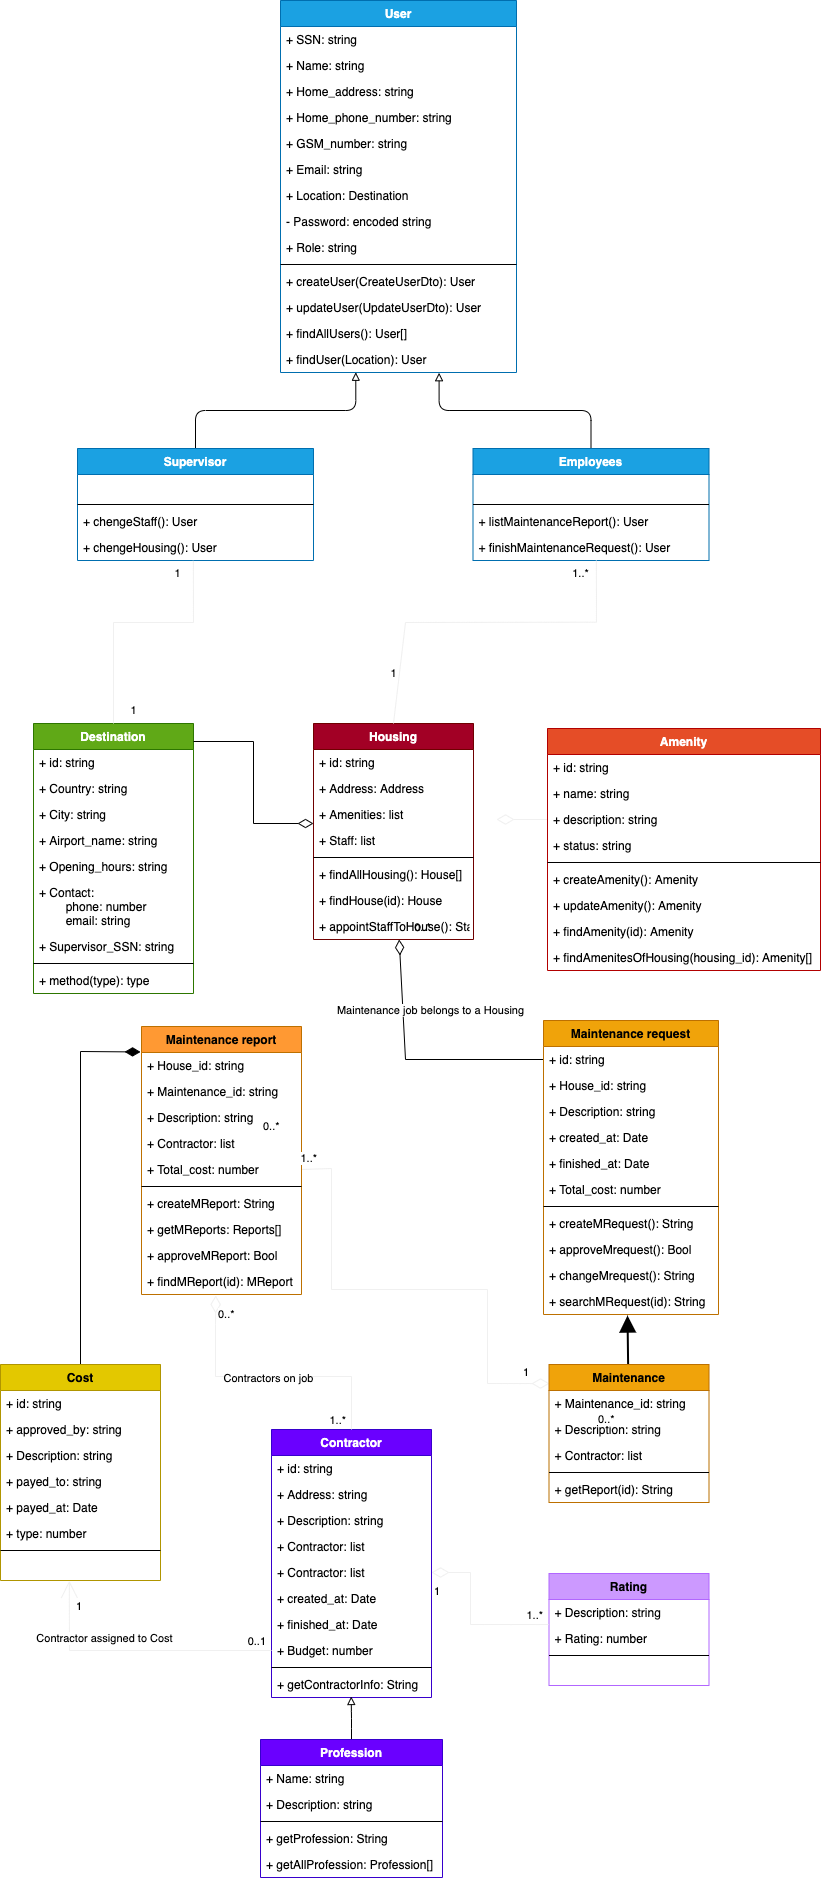 User
+ SSN: string
+ Name: string
+ Home_address: string
+ Home_phone_number: string
+ GSM_number: string
+ Email: string
+ Location: Destination
- Password: encoded string
+ Role: string
+ createUser(CreateUserDto): User
+ updateUser(UpdateUserDto): User
+ findAllUsers(): User[]
+ findUser(Location): User
Supervisor
+ chengeStaff(): User
+ chengeHousing(): User
Employees
+ listMaintenanceReport(): User
+ finishMaintenanceRequest(): User
1
1..*
1
1
Destination
+ id: string
+ Country: string
+ City: string
+ Airport_name: string
+ Opening_hours: string
+ Contact:
phone: number
email: string
+ Supervisor_SSN: string
+ method(type): type
Housing
+ id: string
+ Address: Address
+ Amenities: list
+ Staff: list
+ findAllHousing(): House[]
+ findHouse(id): House
+ appointStaffToHouse(): Sta
0..*
Amenity
+ id: string
+ name: string
+ description: string
+ status: string
+ createAmenity(): Amenity
+ updateAmenity(): Amenity
+ findAmenity(id): Amenity
+ findAmenitesOfHousing(housing_id): Amenity[]
Maintenance job belongs to a Housing
Maintenance report
+ House_id: string
+ Maintenance_id: string
+ Description: string
0..*
+ Contractor: list
+ Total_cost: number
1..*
+ createMReport: String
+ getMReports: Reports[]
+ approveMReport: Bool
+ findMReport(id): MReport
0..*
Maintenance request
+ id: string
+ House_id: string
+ Description: string
+ created_at: Date
+ finished_at: Date
+ Total_cost: number
+ createMRequest(): String
+ approveMrequest(): Bool
+ changeMrequest(): String
+ searchMRequest(id): String
Contractors on job
1..*
1
Cost
+ id: string
+ approved_by: string
+ Description: string
+ payed_to: string
+ payed_at: Date
+ type: number
1
Contractor assigned to Cost
0..1
Maintenance
+ Maintenance_id: string
0..*
+ Description: string
+ Contractor: list
+ getReport(id): String
Contractor
+ id: string
+ Address: string
+ Description: string
+ Contractor: list
+ Contractor: list
+ created_at: Date
+ finished_at: Date
+ Budget: number
+ getContractorInfo: String
1
1..*
Rating
+ Description: string
+ Rating: number
Profession
+ Name: string
+ Description: string
+ getProfession: String
+ getAllProfession: Profession[]